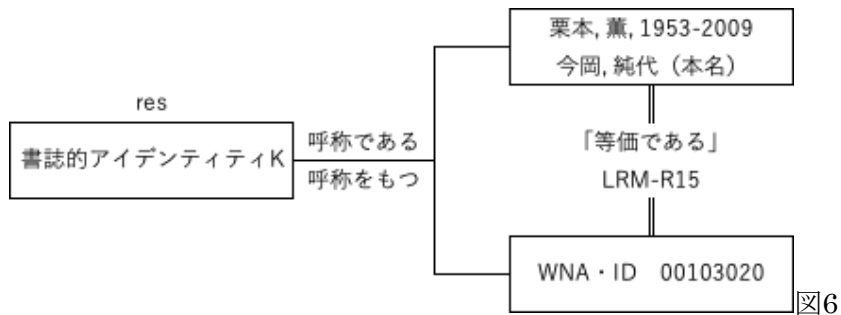 栗本, 薫, 1953-2009
今岡, 純代（本名）
res
書誌的アイデンティティK
呼称である
呼称をもつ
「等価である」
LRM-R15
WNA・ID　00103020
図6